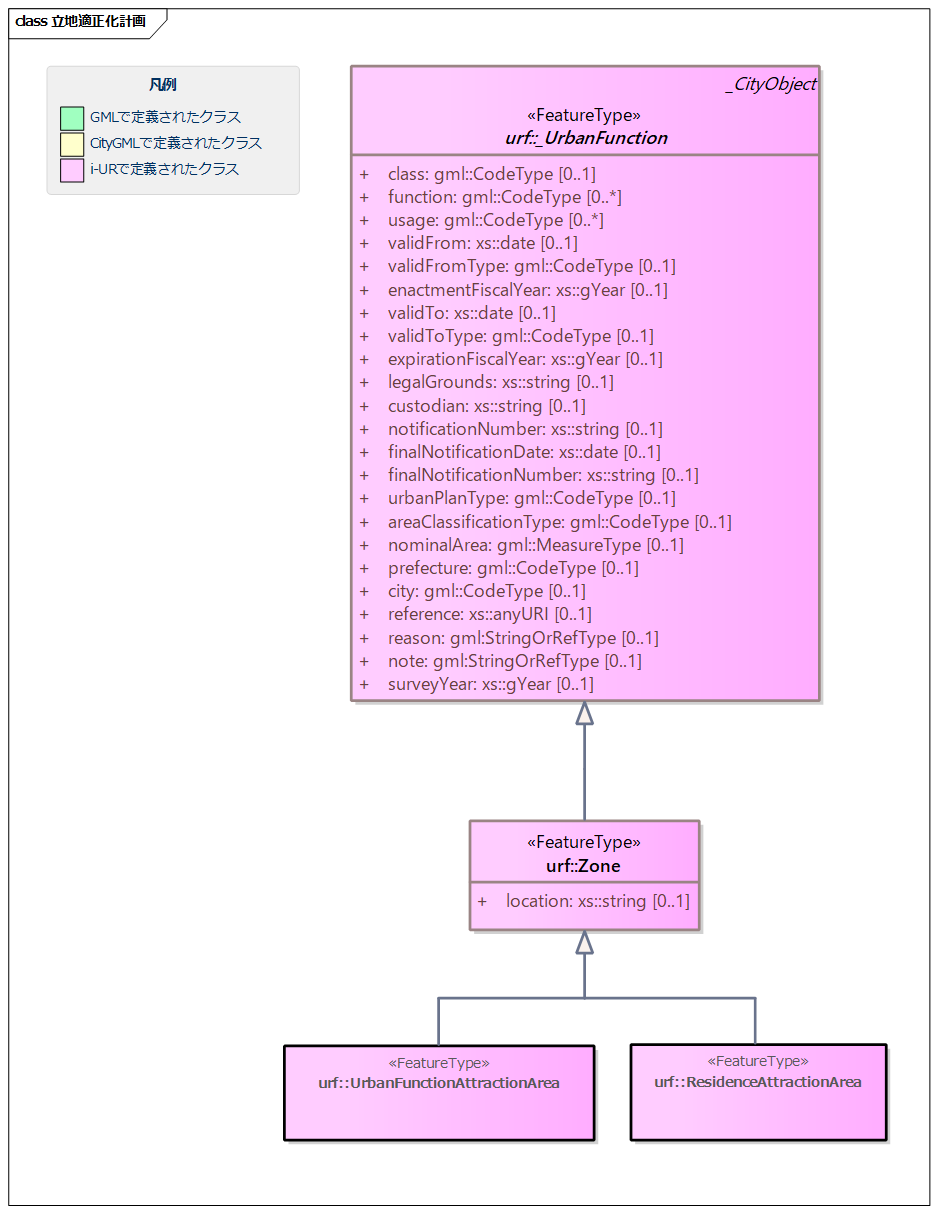 class 立地適正化計画
凡例
GMLで定義されたクラス
CityGMLで定義されたクラス
i-URで定義されたクラス
_CityObject
«FeatureType»
urf::_UrbanFunction
+ class: gml::CodeType [0..1]
+ function: gml::CodeType [0..*]
+ usage: gml::CodeType [0..*]
+ validFrom: xs::date [0..1]
+ validFromType: gml::CodeType [0..1]
+ enactmentFiscalYear: xs::gYear [0..1]
+ validTo: xs::date [0..1]
+ validToType: gml::CodeType [0..1]
+ expirationFiscalYear: xs::gYear [0..1]
+ legalGrounds: xs::string [0..1]
+ custodian: xs::string [0..1]
+ notificationNumber: xs::string [0..1]
+ finalNotificationDate: xs::date [0..1]
+ finalNotificationNumber: xs::string [0..1]
+ urbanPlanType: gml::CodeType [0..1]
+ areaClassificationType: gml::CodeType [0..1]
+ nominalArea: gml::MeasureType [0..1]
+ prefecture: gml::CodeType [0..1]
+ city: gml::CodeType [0..1]
+ reference: xs::anyURI [0..1]
+ reason: gml:StringOrRefType [0..1]
+ note: gml:StringOrRefType [0..1]
+ surveyYear: xs::gYear [0..1]
«FeatureType»
urf::Zone
+ location: xs::string [0..1]
«FeatureType»
urf::UrbanFunctionAttractionArea
«FeatureType»
urf::ResidenceAttractionArea